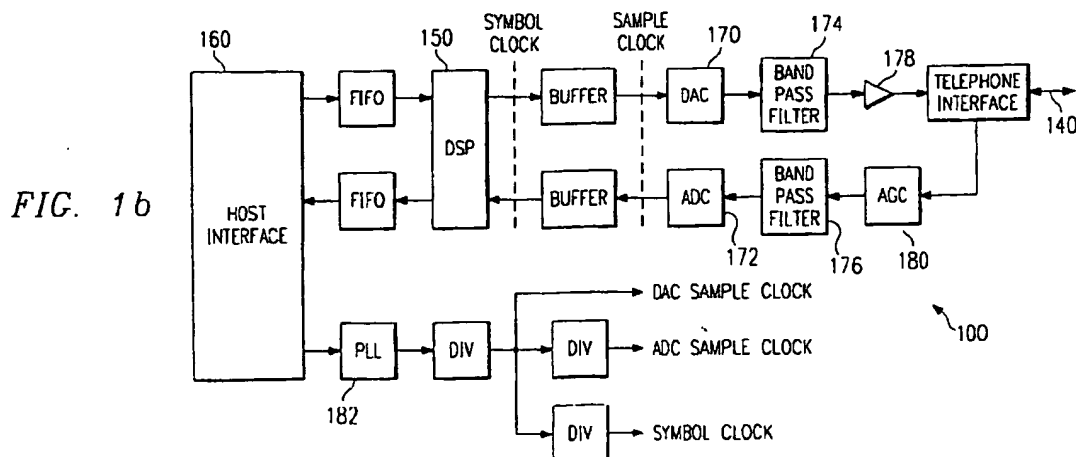 160
150
SYMBOL
CLOCK
SAMPLE
CLOCK
170
174
178
FIFO
BUFFER
DAC
BAND
PASS
FILTER
TELEPHONE
INTERFACE
140
DSP
FIG. 1b
HOST
INTERFACE
FIFO
BUFFER
ADC
172
BAND
PASS
FILTER
176
AGC
180
DAC SAMPLE CLOCK
100
PLL
182
DIV
DIV
ADC SAMPLE CLOCK
DIV
SYMBOL CLOCK